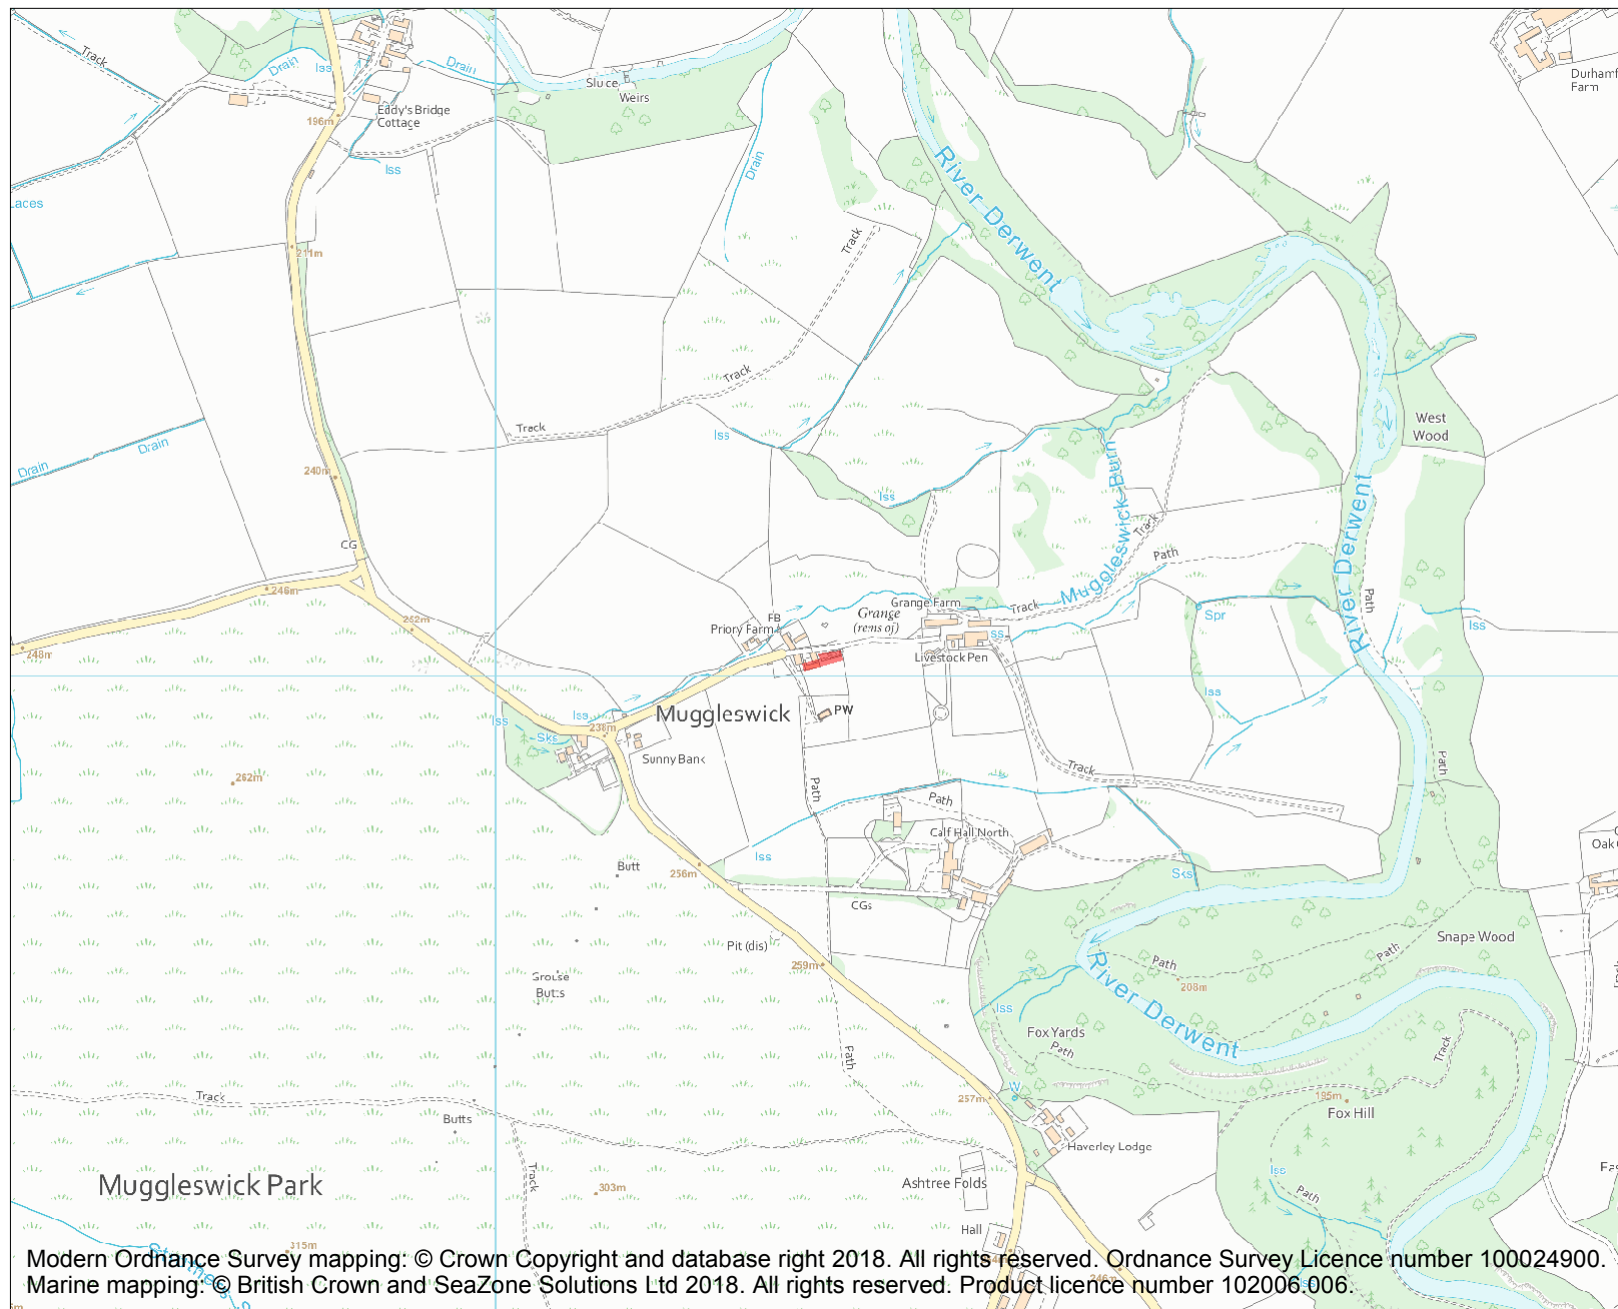 Track
Drain
Iss
Drain
Sluce
Weirs
Durhamf
Farm
Eddy's Bridge
Cottage
196m
Iss
Drain
River Derwent
aces
211m
Track
Track
Track
Iss
West
Wood
Drain
Drain
240m
Iss
Muggleswick Burn
River Derwent
Track
CG
Path
246m
252m
248m
FB
Priory Farm
Grange
(rems of)
Grange Farm
Track
Path
Spr
Iss
ss
Livestock Pen
Iss
Iss
Iss
Sks
238m
Muggleswick
PW
Sunny Bank
262m
Path
Track
Path
Path
Calf Hall North
Iss
Butt
256m
Sks
Oak
CGs
Pit (dis)
Snape Wood
259m
Path
Path
208m
Grouse
Butts
River Derwent
Iss
Fox Yards
Path
Path
Track
W
Track
257m
195m
Fox Hill
Butts
Haverley Lodge
Muggleswick Park
Track
303m
Ashtree Folds
Iss
Path
Hall
315m
246m
Modern Ordnance Survey mapping: © Crown Copyright and database right 2018. All rights reserved. Ordnance Survey Licence number 100024900.
Marine mapping: © British Crown and SeaZone Solutions Ltd 2018. All rights reserved. Product licence number 102006.006.